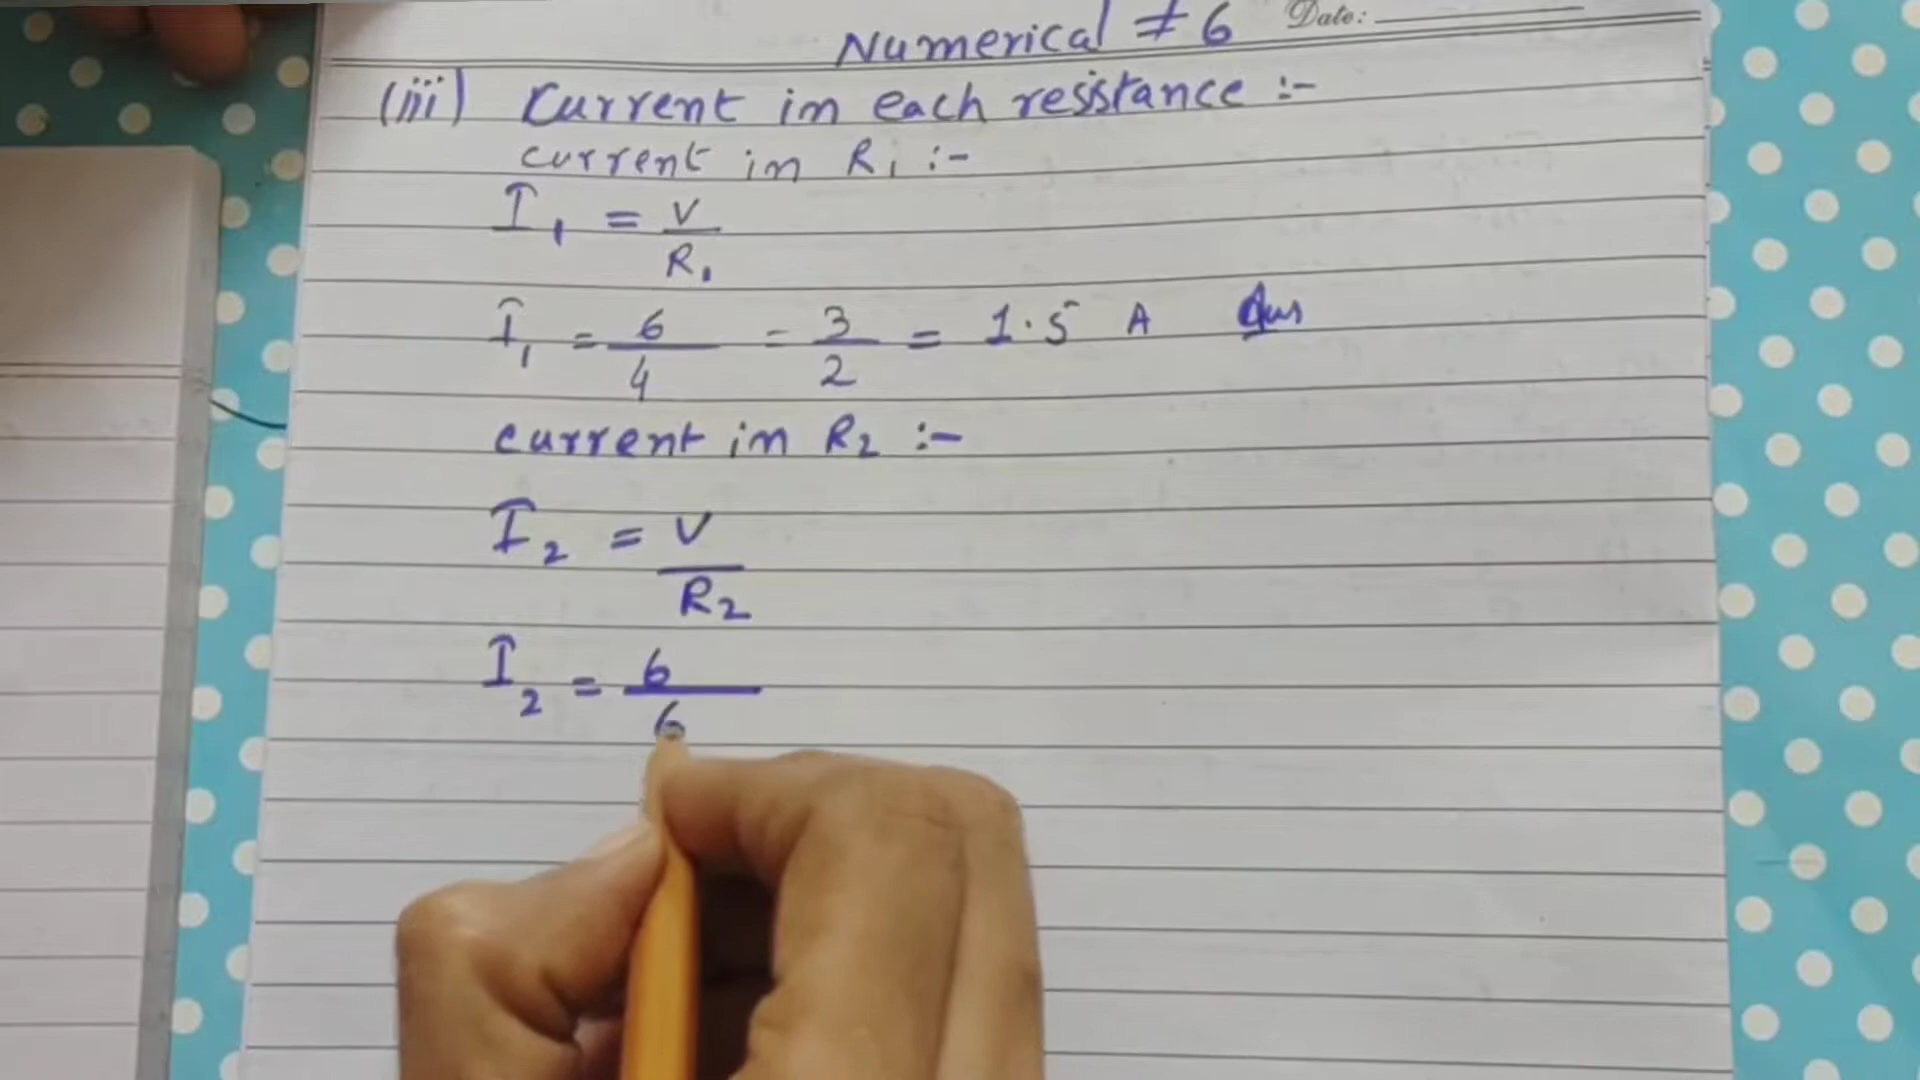 Numerical # 6 Date:
(iii) Current in each resistance :-
current in R₁ :-
I₁ = V/R₁
I₁ = 6/4 = 3/2 = 1.5 A Ans
current in R₂ :-
I₂ = V/R₂
I₂ = 6/6